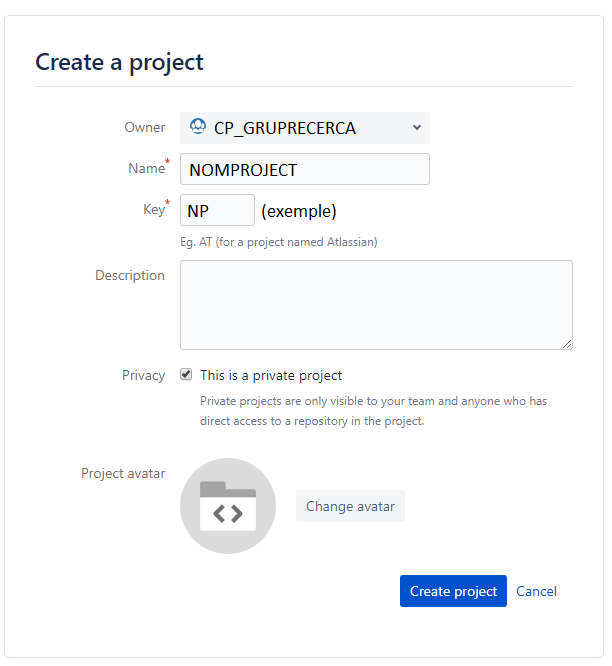 Create a project
Owner CP_GRUPRECERCA
Name* NOMPROJECT
Key* NP (exemple)
Eg. AT (for a project named Atlassian)
Description
Privacy This is a private project
Private projects are only visible to your team and anyone who has
direct access to a repository in the project.
Project avatar Change avatar
Create project Cancel